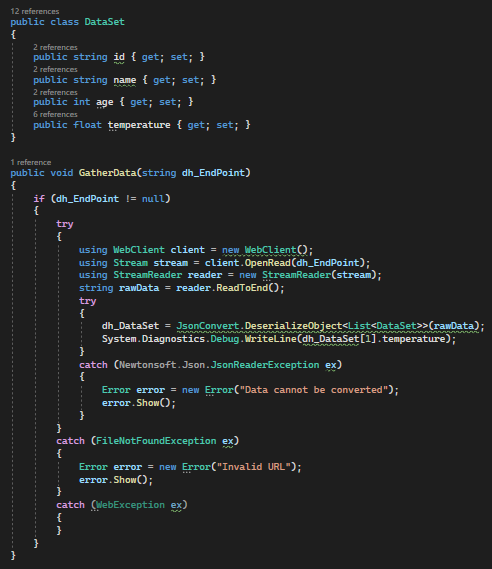 12 references
public class DataSet
{
2 references
public string id { get; set; }
2 references
public string name { get; set; }
2 references
public int age { get; set; }
6 references
public float temperature { get; set; }
}
1 reference
public void GatherData(string dh_EndPoint)
{
if (dh_EndPoint != null)
{
try
{
using WebClient client = new WebClient();
using Stream stream = client.OpenRead(dh_EndPoint);
using StreamReader reader = new StreamReader(stream);
string rawData = reader.ReadToEnd();
try
{
dh_DataSet = JsonConvert.DeserializeObject<List<DataSet>>(rawData);
System.Diagnostics.Debug.WriteLine(dh_DataSet[1].temperature);
}
catch (Newtonsoft.Json.JsonReaderException ex)
{
Error error = new Error("Data cannot be converted");
error.Show();
}
}
catch (FileNotFoundException ex)
{
Error error = new Error("Invalid URL");
error.Show();
}
catch (WebException ex)
{
}
}
}